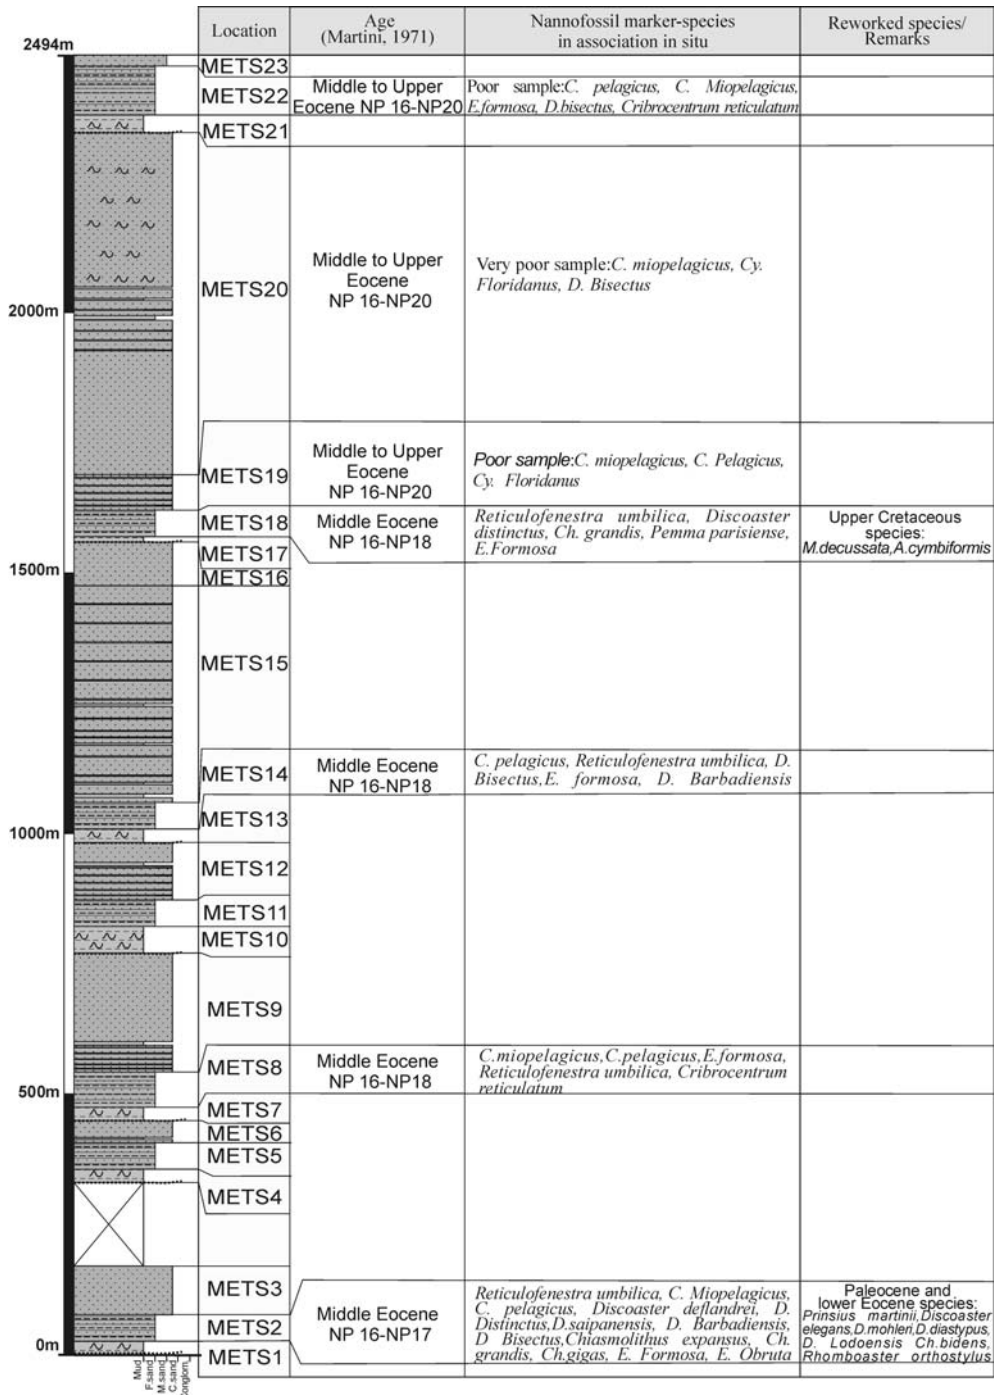 Location
Age
(Martini, 1971)
Nannofossil marker-species
in association in situ
Reworked species/
Remarks
2494m
METS23
METS22
Middle to Upper
Eocene NP 16-NP20
Poor sample:C. pelagicus, C. Miopelagicus,
E.formosa, D.bisectus, Cribrocentrum reticulatum
METS21
METS20
Middle to Upper
Eocene
NP 16-NP20
Very poor sample:C. miopelagicus, Cy.
Floridanus, D. Bisectus
2000m
METS19
Middle to Upper
Eocene
NP 16-NP20
Poor sample:C. miopelagicus, C. Pelagicus,
Cy. Floridanus
METS18
Middle Eocene
NP 16-NP18
Reticulofenestra umbilica, Discoaster
distinctus, Ch. grandis, Pemma parisiense,
E.Formosa
Upper Cretaceous
species:
M.decussata,A.cymbiformis
METS17
1500m
METS16
METS15
METS14
Middle Eocene
NP 16-NP18
C. pelagicus, Reticulofenestra umbilica, D.
Bisectus,E. formosa, D. Barbadiensis
METS13
1000m
METS12
METS11
METS10
METS9
METS8
Middle Eocene
NP 16-NP18
C.miopelagicus,C.pelagicus,E.formosa,
Reticulofenestra umbilica, Cribrocentrum
reticulatum
500m
METS7
METS6
METS5
METS4
METS3
METS2
Middle Eocene
NP 16-NP17
Reticulofenestra umbilica, C. Miopelagicus,
C. pelagicus, Discoaster deflandrei, D.
Distinctus,D.saipanensis, D. Barbadiensis,
D Bisectus,Chiasmolithus expansus, Ch.
grandis, Ch.gigas, E. Formosa, E. Obruta
Paleocene and
lower Eocene species:
Prinsius martinii,Discoaster
elegans,D.mohleri,D.diastypus,
D. Lodoensis Ch.bidens,
Rhomboaster orthostylus
0m
METS1
Mud
F.sand
M.sand
C.sand
Conglom.